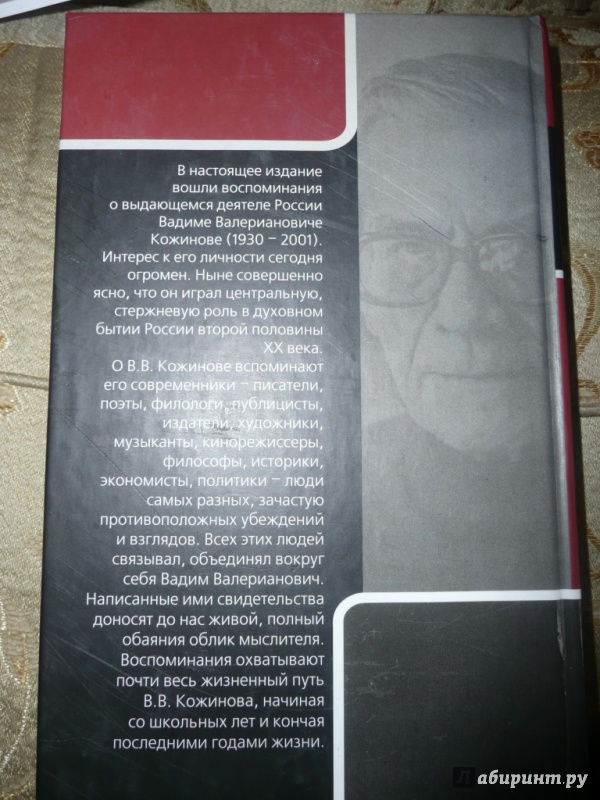 В настоящее издание
вошли воспоминания
о выдающемся деятеле России
Вадиме Валериановиче
Кожинове (1930 – 2001).
Интерес к его личности сегодня
огромен. Ныне совершенно
ясно, что он играл центральную,
стержневую роль в духовном
бытии России второй половины
XX века.
О В.В. Кожинове вспоминают
его современники – писатели,
поэты, филологи, публицисты,
издатели, художники,
музыканты, кинорежиссеры,
философы, историки,
экономисты, политики – люди
самых разных, зачастую
противоположных убеждений
и взглядов. Всех этих людей
связывал, объединял вокруг
себя Вадим Валерианович.
Написанные ими свидетельства
доносят до нас живой, полный
обаяния облик мыслителя.
Воспоминания охватывают
почти весь жизненный путь
В.В. Кожинова, начиная
со школьных лет и кончая
последними годами жизни.
абиринт.ру